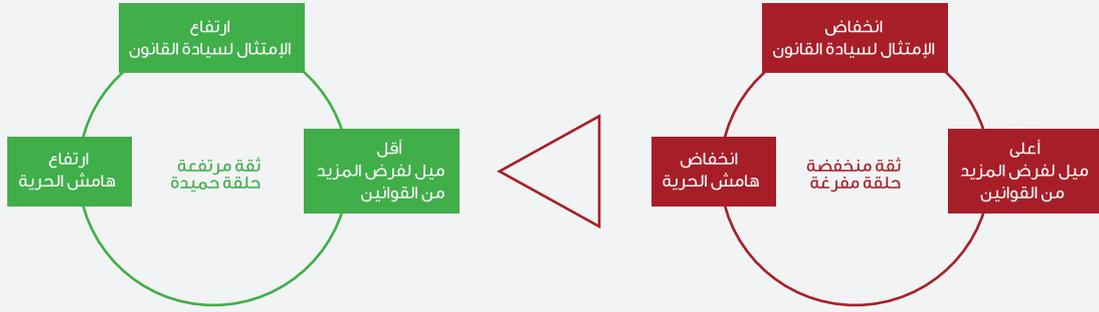 انخفاض
الإمتثال لسيادة القانون
أعلى
ميل لفرض المزيد
من القوانين
ثقة منخفضة
حلقة مفرغة
انخفاض
هامش الحرية
ارتفاع
الإمتثال لسيادة القانون
أقل
ميل لفرض المزيد
من القوانين
ثقة مرتفعة
حلقة حميدة
ارتفاع
هامش الحرية